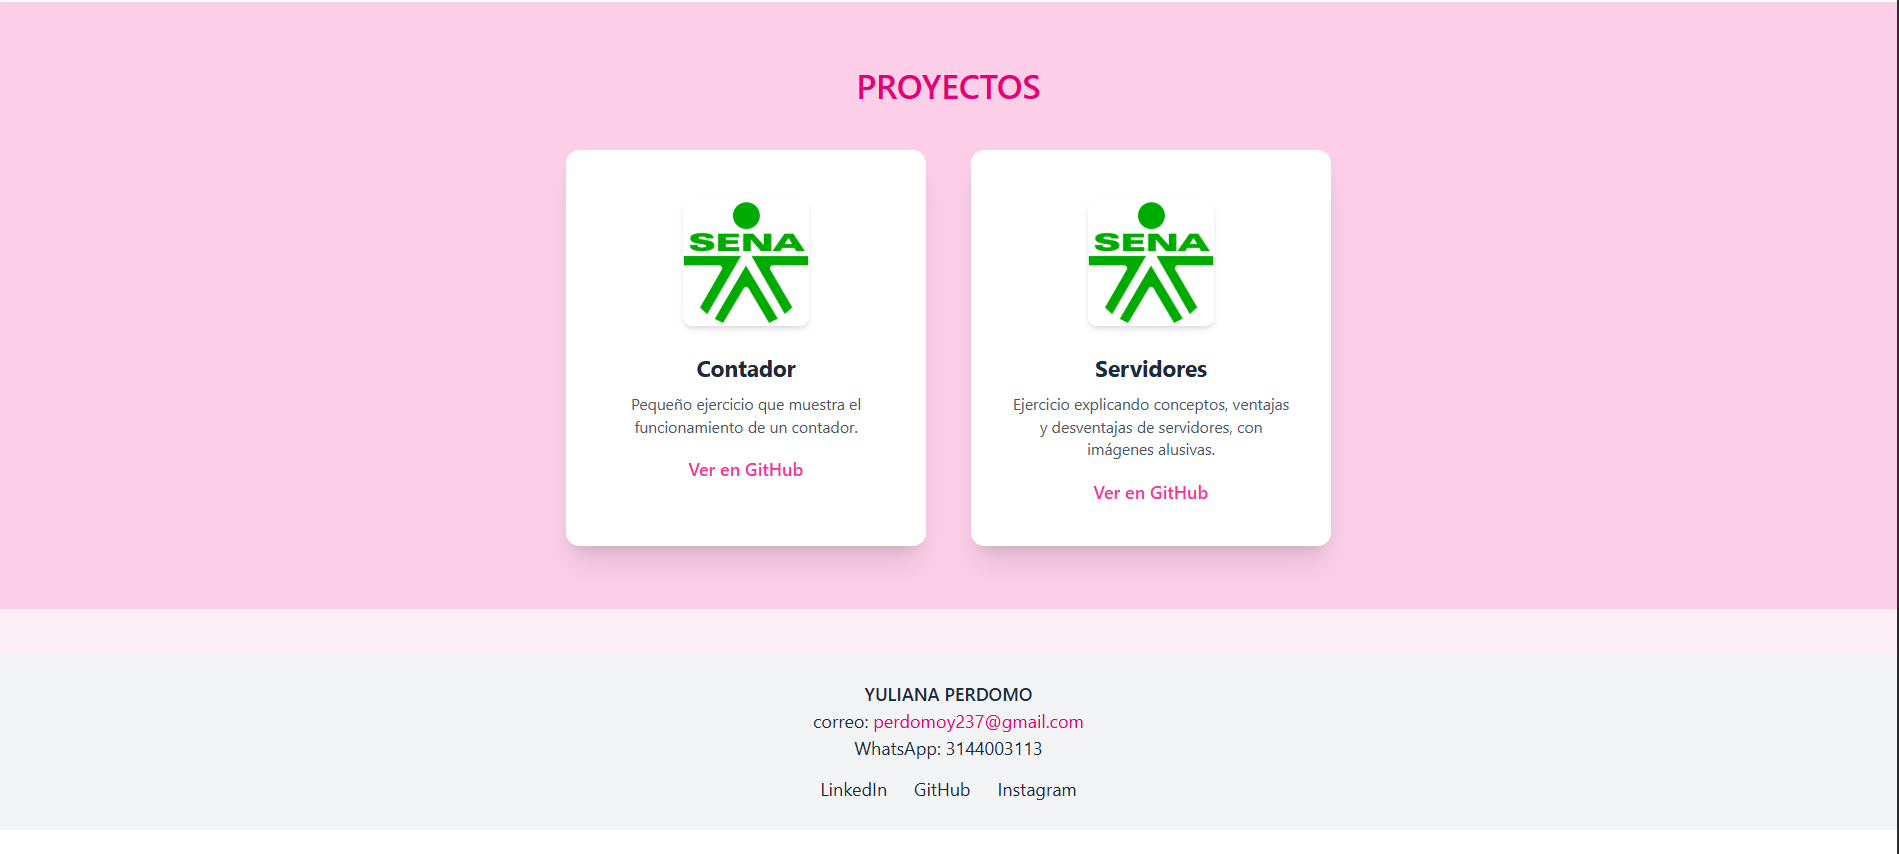 PROYECTOS
SENA
Contador
Pequeño ejercicio que muestra el
funcionamiento de un contador.
Ver en GitHub
SENA
Servidores
Ejercicio explicando conceptos, ventajas
y desventajas de servidores, con
imágenes alusivas.
Ver en GitHub
YULIANA PERDOMO
correo: perdomoy237@gmail.com
WhatsApp: 3144003113
LinkedIn GitHub Instagram